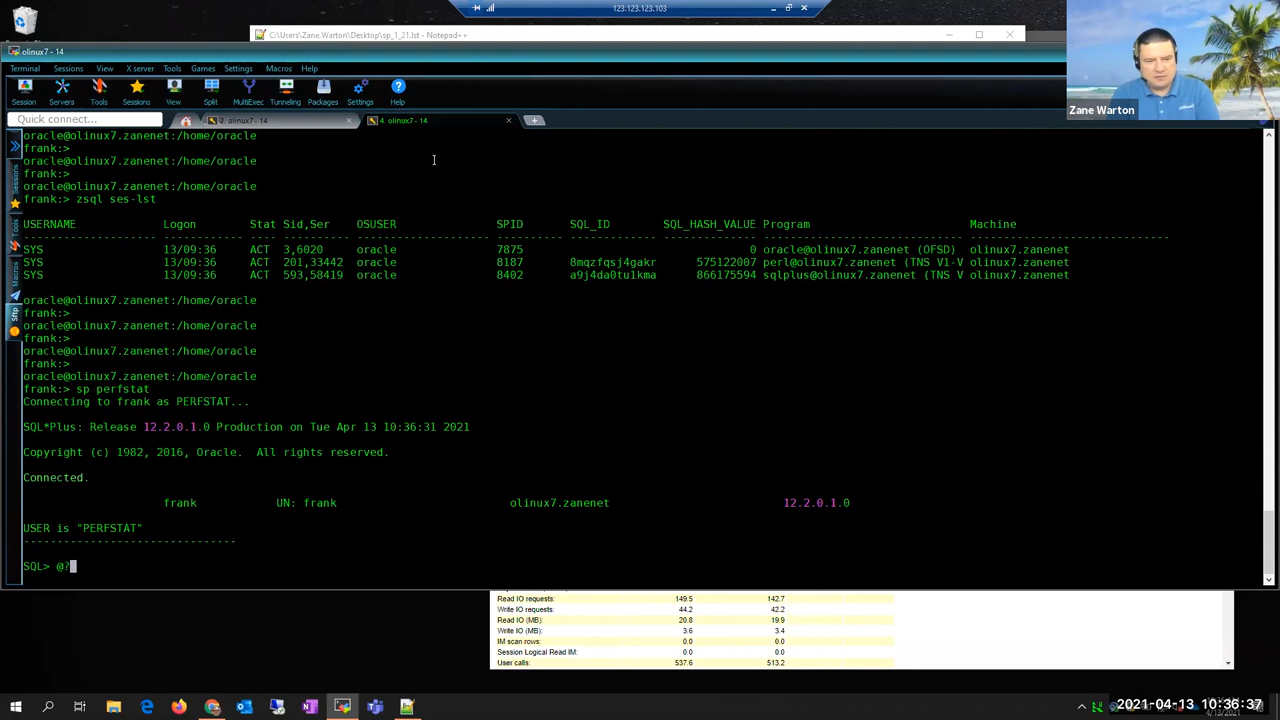 123.123.123.103
C:\Users\Zane.Warton\Desktop\sp_1_21.lst - Notepad++
olinux7 - 14
Terminal Sessions View X server Tools Games Settings Macros Help
Session Servers Tools Sessions View Split MultiExec Tunneling Packages Settings Help
Quick connect...
2. olinux7 - 14
4. olinux7 - 14
Zane Warton
Sessions
Tools
Macros
Sftp
oracle@olinux7.zanenet:/home/oracle
frank:>
oracle@olinux7.zanenet:/home/oracle
frank:>
oracle@olinux7.zanenet:/home/oracle
frank:> zsql ses-lst
USERNAME Logon Stat Sid,Ser OSUSER SPID SQL_ID SQL_HASH_VALUE Program Machine
SYS 13/09:36 ACT 3,6020 oracle 7875 0 oracle@olinux7.zanenet (OFSD) olinux7.zanenet
SYS 13/09:36 ACT 201,33442 oracle 8187 8mqzfqsj4gakr 575122007 perl@olinux7.zanenet (TNS V1-V olinux7.zanenet
SYS 13/09:36 ACT 593,58419 oracle 8402 a9j4da0tu1kma 866175594 sqlplus@olinux7.zanenet (TNS V olinux7.zanenet
oracle@olinux7.zanenet:/home/oracle
frank:>
oracle@olinux7.zanenet:/home/oracle
frank:>
oracle@olinux7.zanenet:/home/oracle
frank:>
oracle@olinux7.zanenet:/home/oracle
frank:> sp perfstat
Connecting to frank as PERFSTAT...
SQL*Plus: Release 12.2.0.1.0 Production on Tue Apr 13 10:36:31 2021
Copyright (c) 1982, 2016, Oracle.  All rights reserved.
Connected.
frank UN: frank olinux7.zanenet 12.2.0.1.0
USER is "PERFSTAT"
------------------------------
SQL> @?
Read IO requests: 149.5 142.7
Write IO requests: 44.2 42.2
Read IO (MB): 20.8 19.9
Write IO (MB): 3.6 3.4
IM scan rows: 0.0 0.0
Session Logical Read IM: 0.0 0.0
User calls: 537.6 513.2
2021-04-13 10:36:37